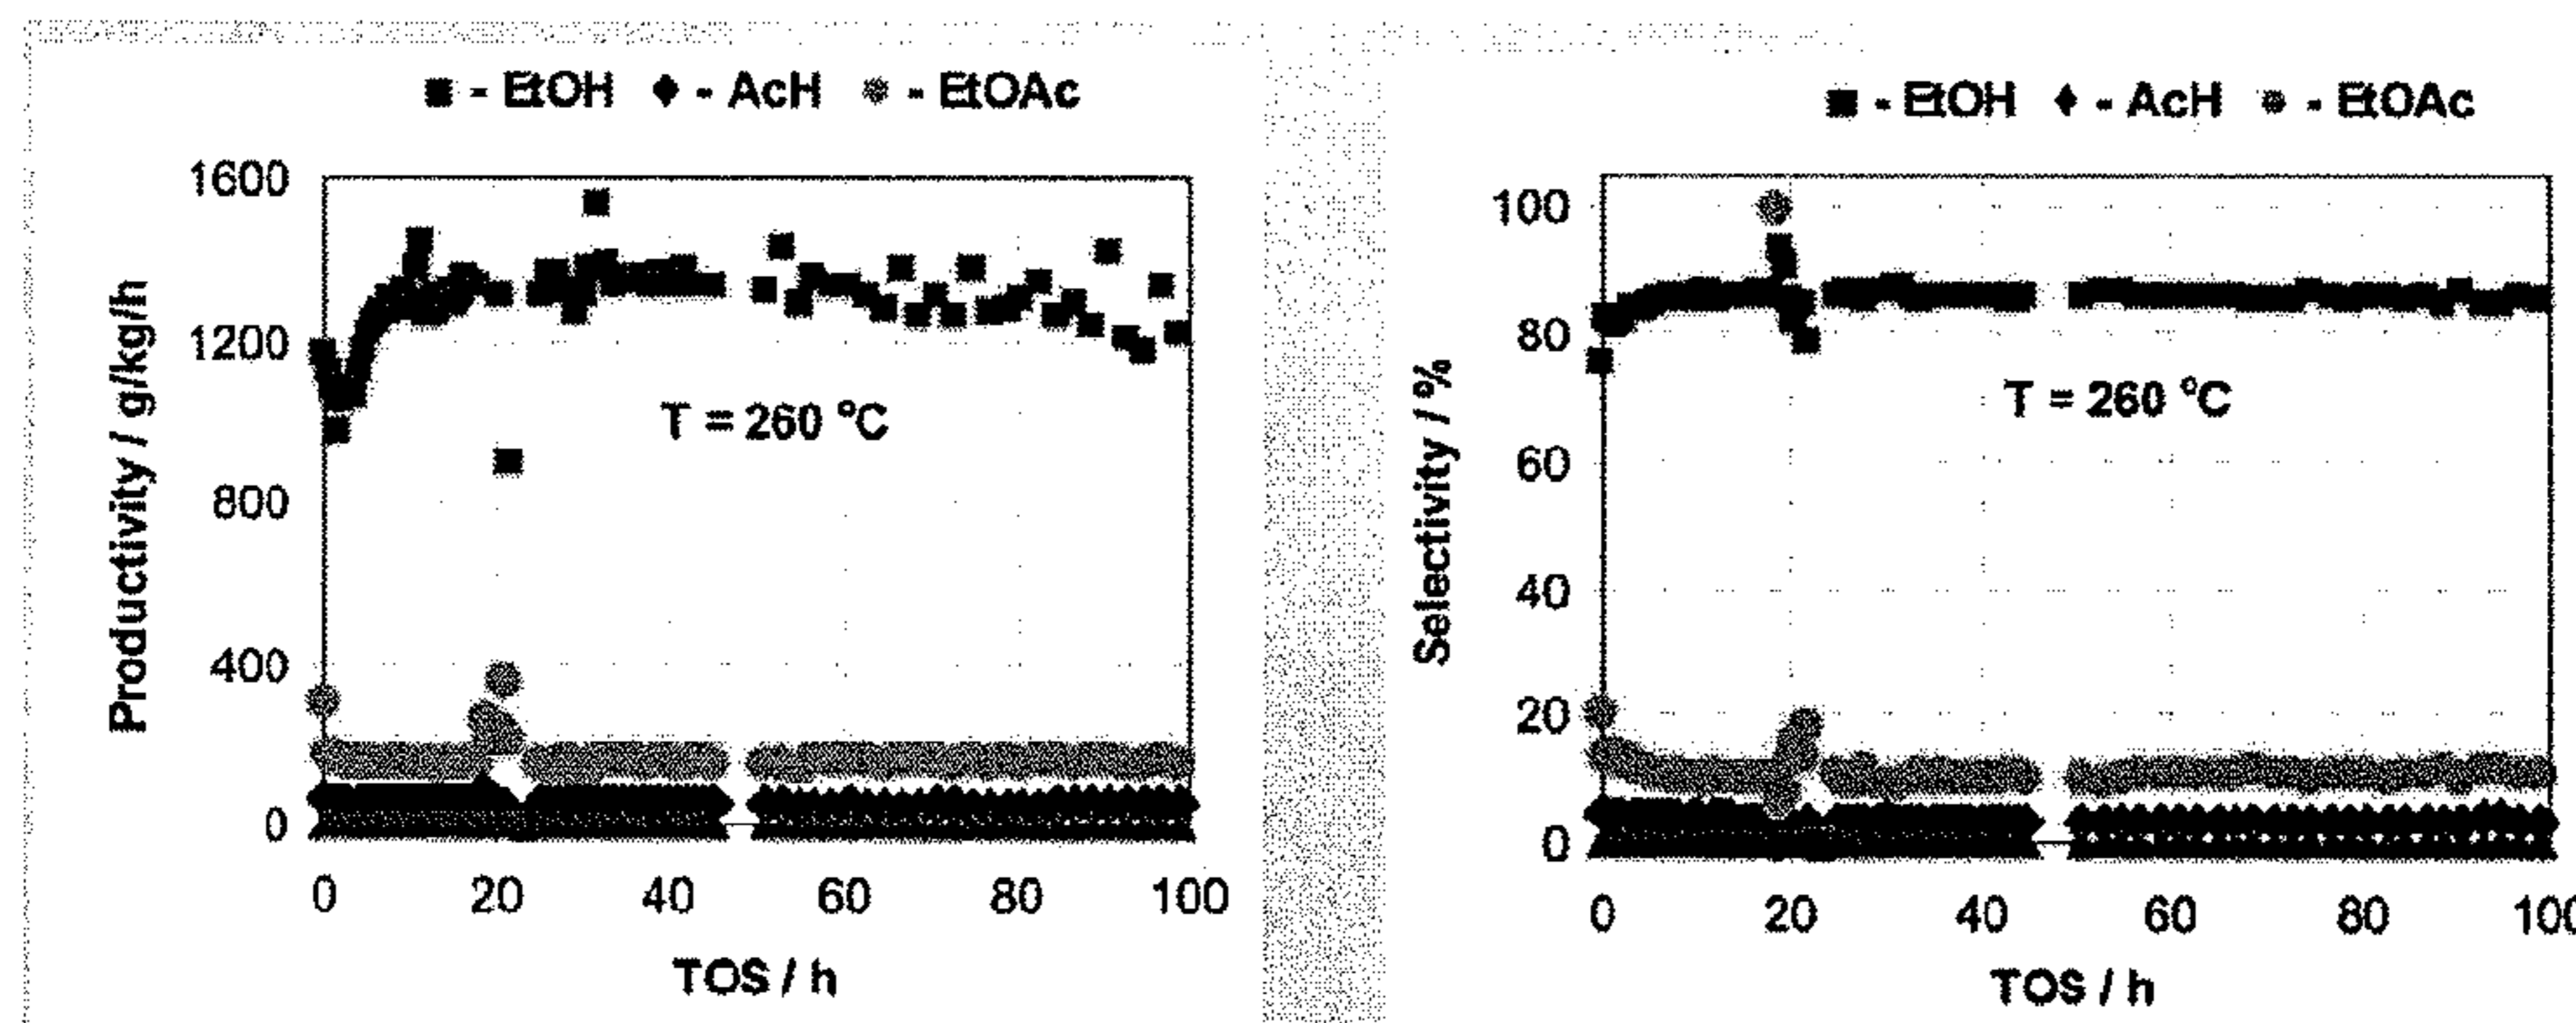 ■ - EtOH ♦ - AcH ● - EtOAc
1600
1200
800
400
0
Productivity / g/kg/h
T = 260 °C
0 20 40 60 80 100
TOS / h
■ - EtOH ♦ - AcH ● - EtOAc
100
80
60
40
20
0
Selectivity / %
T = 260 °C
0 20 40 60 80 100
TOS / h